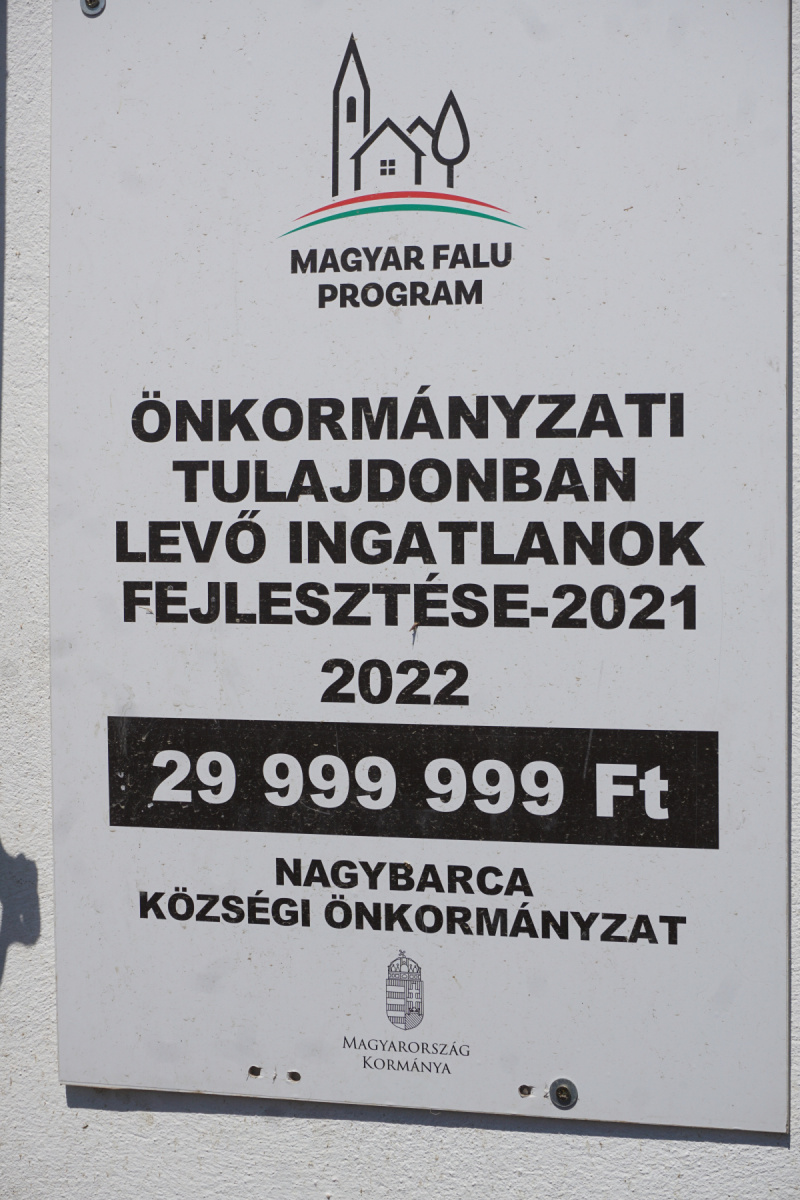 MAGYAR FALU
PROGRAM
ÖNKORMÁNYZATI
TULAJDONBAN
LEVŐ INGATLANOK
FEJLESZTÉSE-2021
2022
29 999 999 Ft
NAGYBARCA
KÖZSÉGI ÖNKORMÁNYZAT
MAGYARORSZÁG
KORMÁNYA